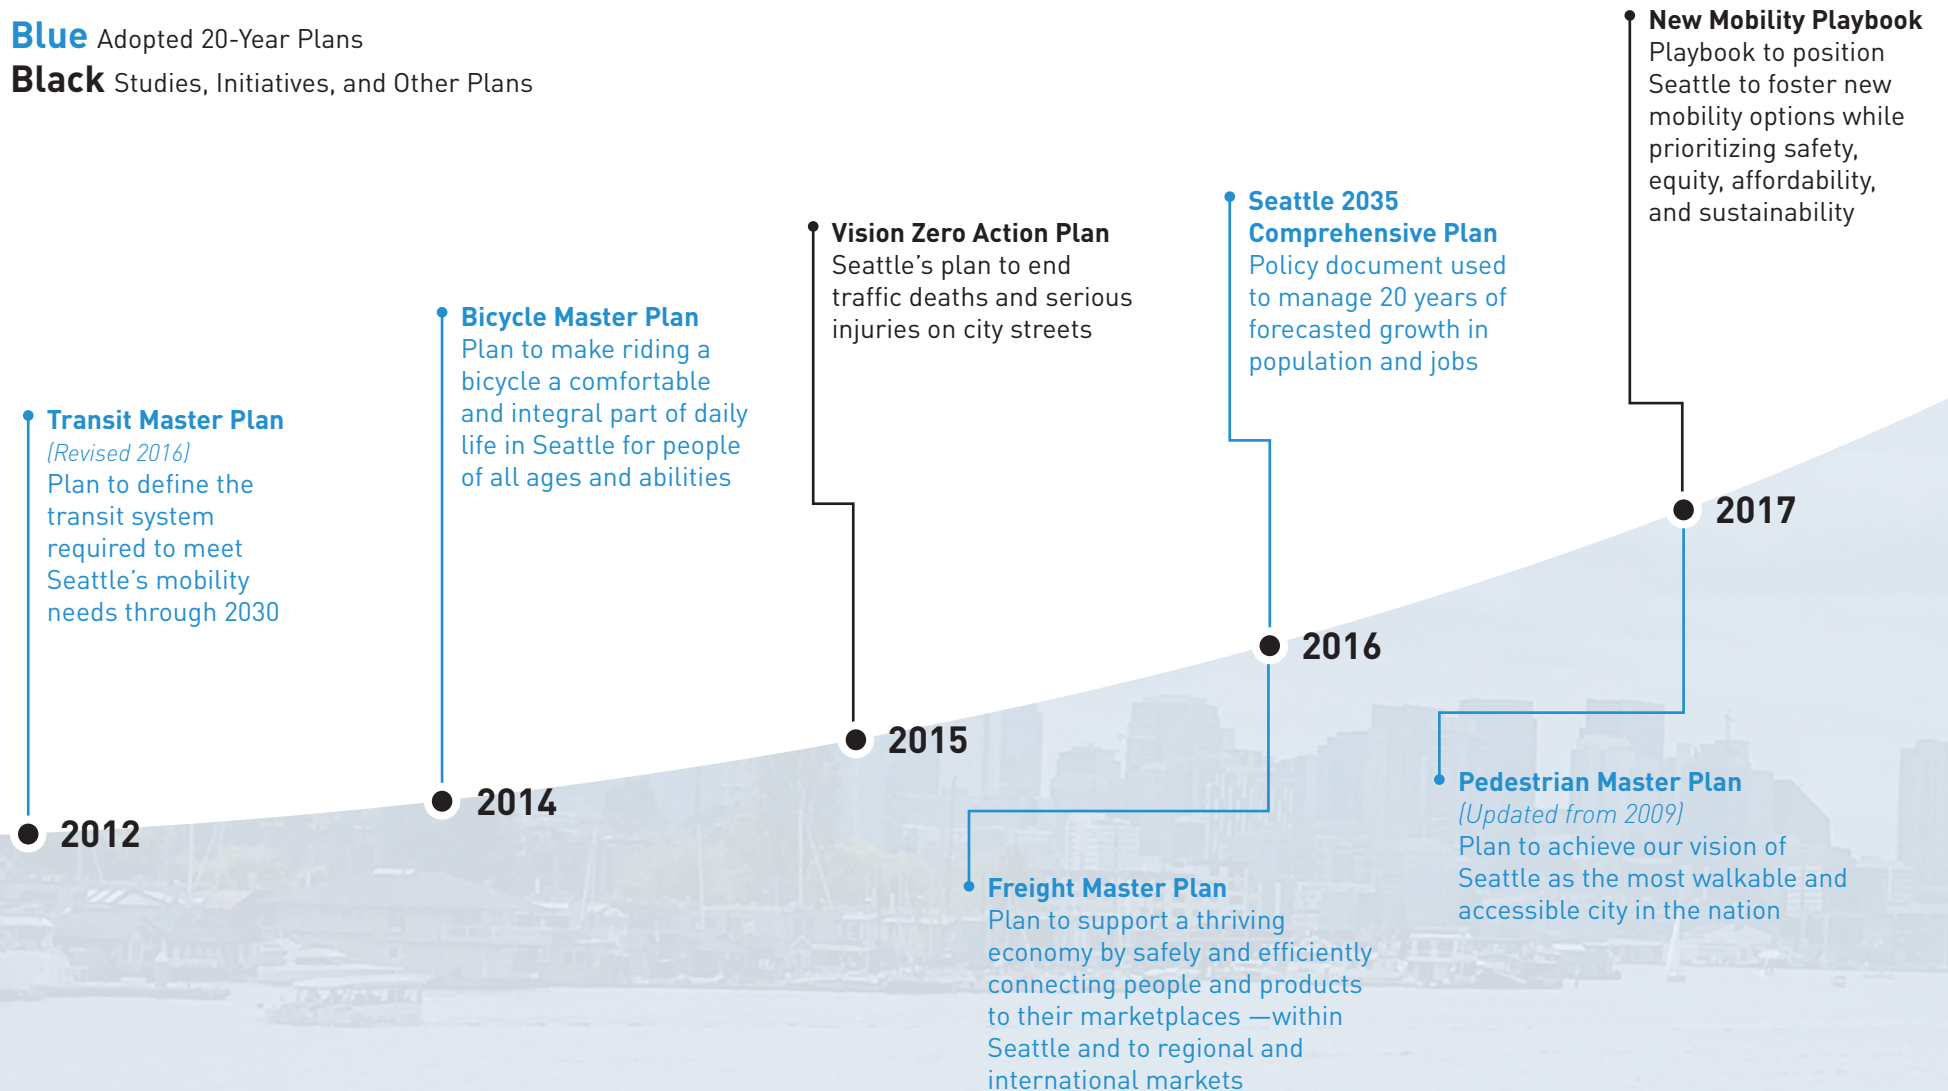 Blue Adopted 20-Year Plans
Black Studies, Initiatives, and Other Plans
Transit Master Plan
(Revised 2016)
Plan to define the
transit system
required to meet
Seattle’s mobility
needs through 2030
2012
Bicycle Master Plan
Plan to make riding a
bicycle a comfortable
and integral part of daily
life in Seattle for people
of all ages and abilities
2014
Vision Zero Action Plan
Seattle’s plan to end
traffic deaths and serious
injuries on city streets
2015
Seattle 2035
Comprehensive Plan
Policy document used
to manage 20 years of
forecasted growth in
population and jobs
2016
Freight Master Plan
Plan to support a thriving
economy by safely and efficiently
connecting people and products
to their marketplaces —within
Seattle and to regional and
international markets
New Mobility Playbook
Playbook to position
Seattle to foster new
mobility options while
prioritizing safety,
equity, affordability,
and sustainability
2017
Pedestrian Master Plan
(Updated from 2009)
Plan to achieve our vision of
Seattle as the most walkable and
accessible city in the nation